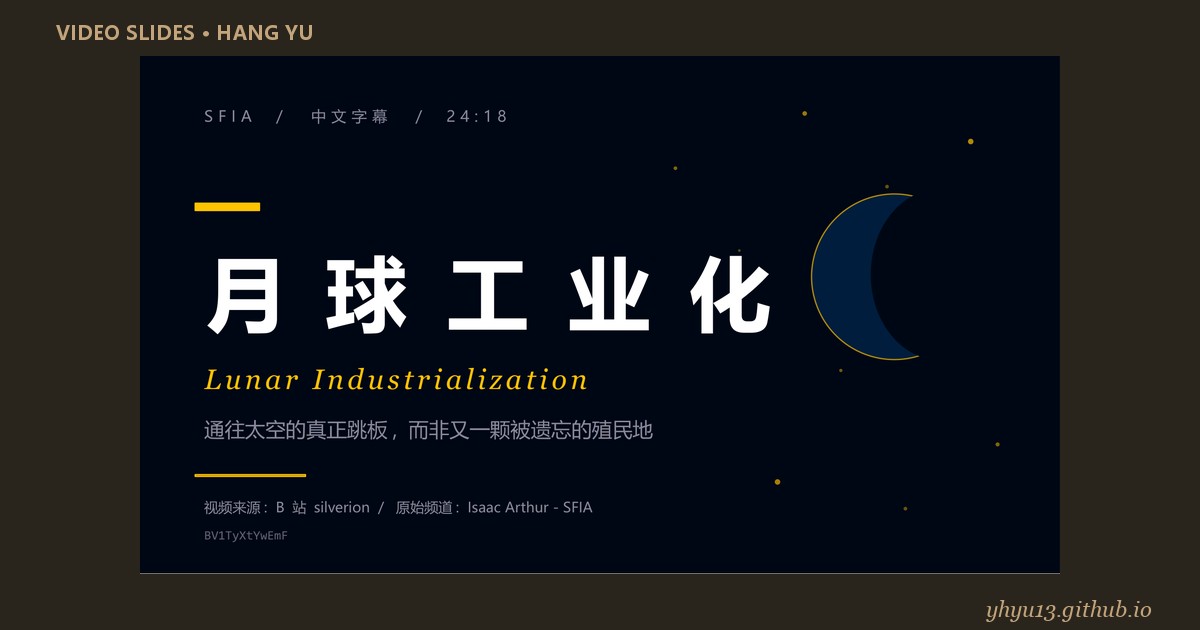 VIDEO SLIDES • HANG YU
SFIA / 中文字幕 / 24:18
月球工业化
Lunar Industrialization
通往太空的真正跳板，而非又一颗被遗忘的殖民地
视频来源：B 站 silverion / 原始频道：Isaac Arthur - SFIA
BV1TyXtYwEmF
yhyu13.github.io